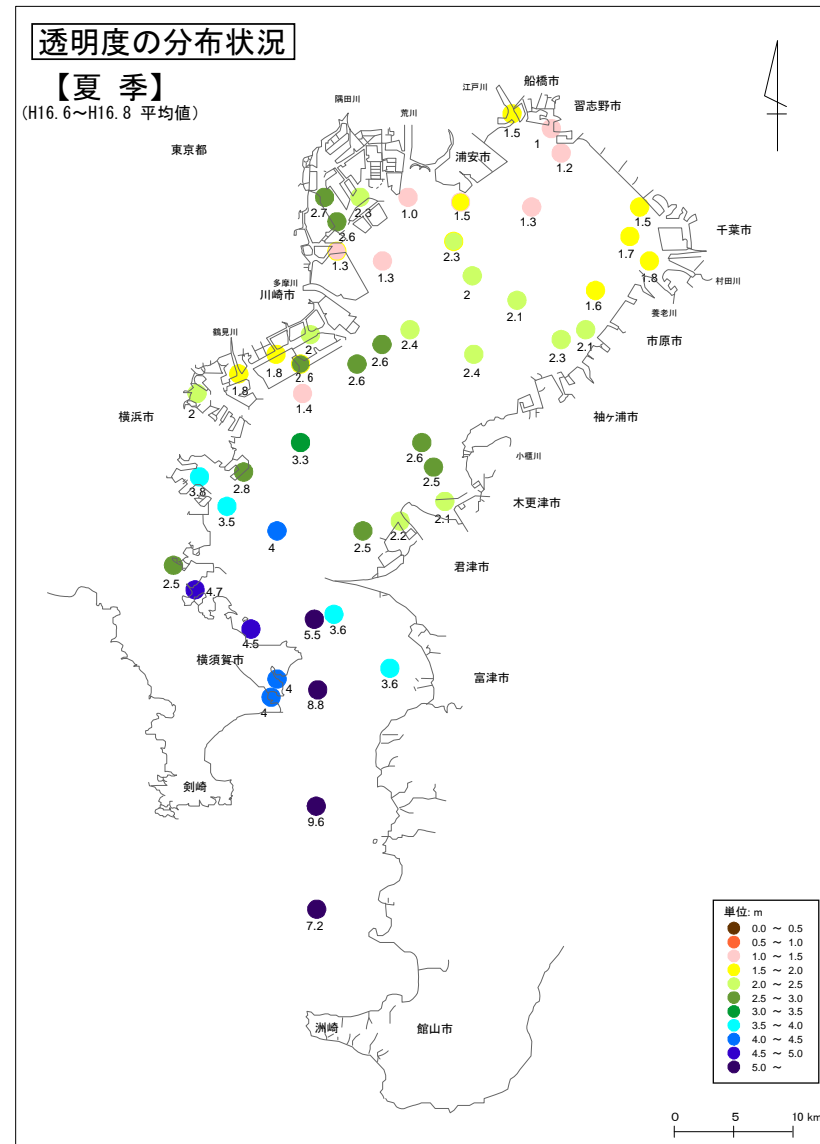 透明度の分布状況
【夏 季】
(H16.6～H16.8 平均値)
船橋市
江戸川
習志野市
隅田川
荒川
東京都
浦安市
1.5
1
1.2
2.7
2.3
1.0
1.5
1.3
1.5
千葉市
2.6
2.3
1.7
1.3
1.3
2
1.8
村田川
多摩川
川崎市
1.6
2.1
養老川
鶴見川
2
2.4
2.6
2.3
2.1
市原市
1.8
2.6
2.6
2.4
1.8
2
1.4
横浜市
袖ヶ浦市
3.3
2.6
小櫃川
3.8
2.8
2.5
木更津市
3.5
2.1
4
2.5
2.2
君津市
2.5
4.7
5.5
3.6
4.5
横須賀市
3.6
富津市
4
4
8.8
剣崎
9.6
7.2
洲崎
館山市
単位: m
0.0 ～ 0.5
0.5 ～ 1.0
1.0 ～ 1.5
1.5 ～ 2.0
2.0 ～ 2.5
2.5 ～ 3.0
3.0 ～ 3.5
3.5 ～ 4.0
4.0 ～ 4.5
4.5 ～ 5.0
5.0 ～
0 5 10 km